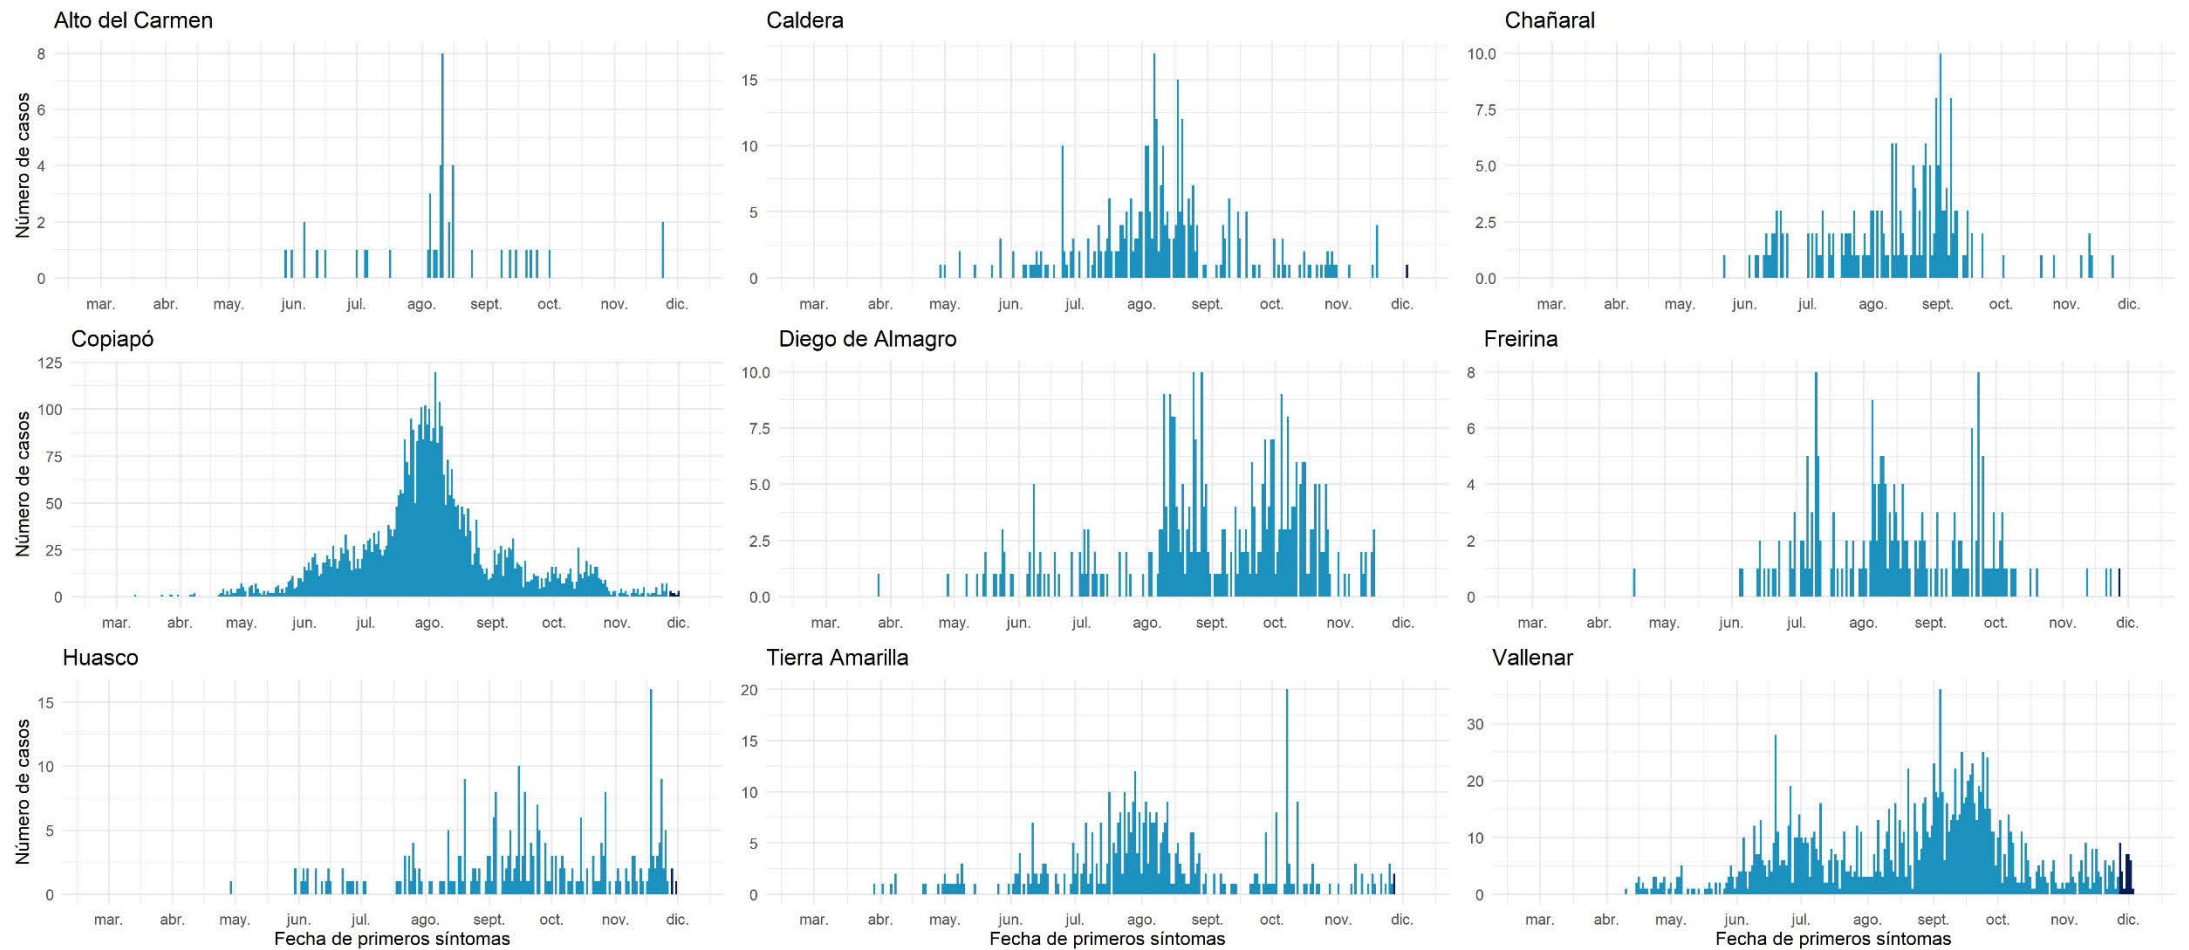 Alto del Carmen
Caldera
Chañaral
Número de casos
8
6
4
2
0
15
10
5
0
10.0
7.5
5.0
2.5
0.0
mar. abr. may. jun. jul. ago. sept. oct. nov. dic.
mar. abr. may. jun. jul. ago. sept. oct. nov. dic.
mar. abr. may. jun. jul. ago. sept. oct. nov. dic.
Copiapó
Diego de Almagro
Freirina
Número de casos
125
100
75
50
25
0
10.0
7.5
5.0
2.5
0.0
8
6
4
2
0
mar. abr. may. jun. jul. ago. sept. oct. nov. dic.
mar. abr. may. jun. jul. ago. sept. oct. nov. dic.
mar. abr. may. jun. jul. ago. sept. oct. nov. dic.
Huasco
Tierra Amarilla
Vallenar
Número de casos
15
10
5
0
20
15
10
5
0
30
20
10
0
mar. abr. may. jun. jul. ago. sept. oct. nov. dic.
mar. abr. may. jun. jul. ago. sept. oct. nov. dic.
mar. abr. may. jun. jul. ago. sept. oct. nov. dic.
Fecha de primeros síntomas
Fecha de primeros síntomas
Fecha de primeros síntomas